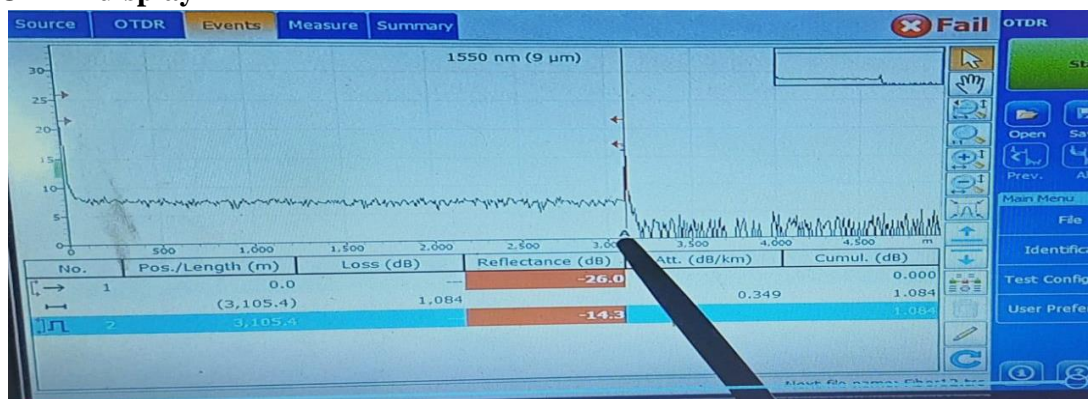 Source OTDR Events Measure Summary Fail OTDR
1550 nm (9 µm)
30
25
20
15
10
5
0
0 500 1.000 1.500 2.000 2.500 3.500 4.000 4.500 m
No. Pos./Length (m) Loss (dB) Reflectance (dB) Att. (dB/km) Cumul. (dB)
1 0.0 --- -26.0 0.000
(3,105.4) 1.084 0.349 1.084
2 3,105.4 -14.3 1.084
Open
Prev.
Main Menu
File
Test Config
① ②